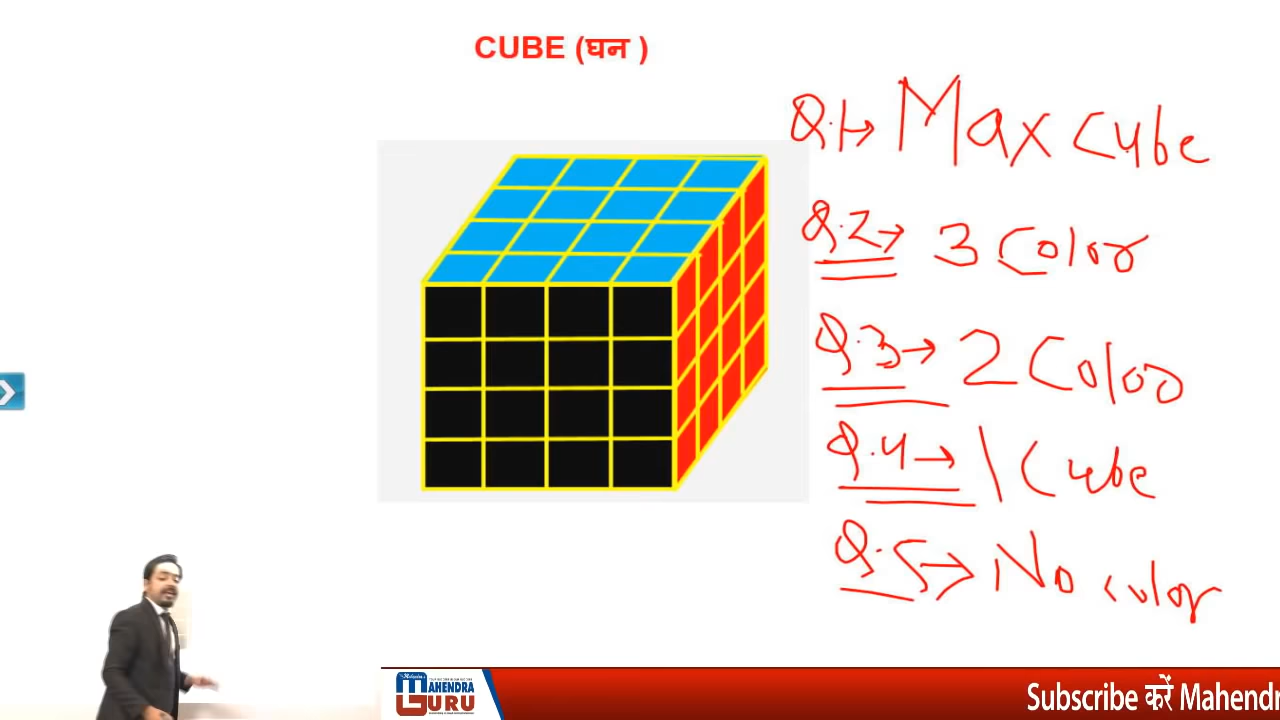 CUBE (घन )
Q.1→ Max Cube
Q.2→ 3 Color
Q.3→ 2 Coloo
Q.4→ 1 Cube
Q.5→ No color
MAHENDRA
GURU
Subscribe करें Mahendr